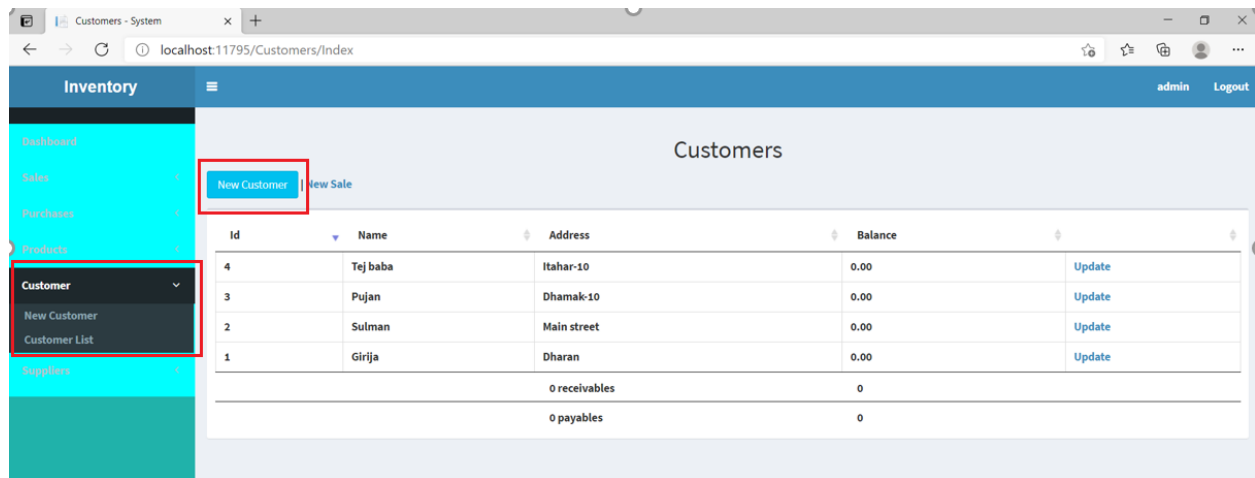 Customers - System
localhost:11795/Customers/Index
Inventory
admin Logout
Dashboard
Sales
Purchases
Products
Customer
New Customer
Customer List
Suppliers
Customers
New Customer | New Sale
Id Name Address Balance
4 Tej baba Itahar-10 0.00 Update
3 Pujan Dhamak-10 0.00 Update
2 Sulman Main street 0.00 Update
1 Girija Dharan 0.00 Update
0 receivables 0
0 payables 0